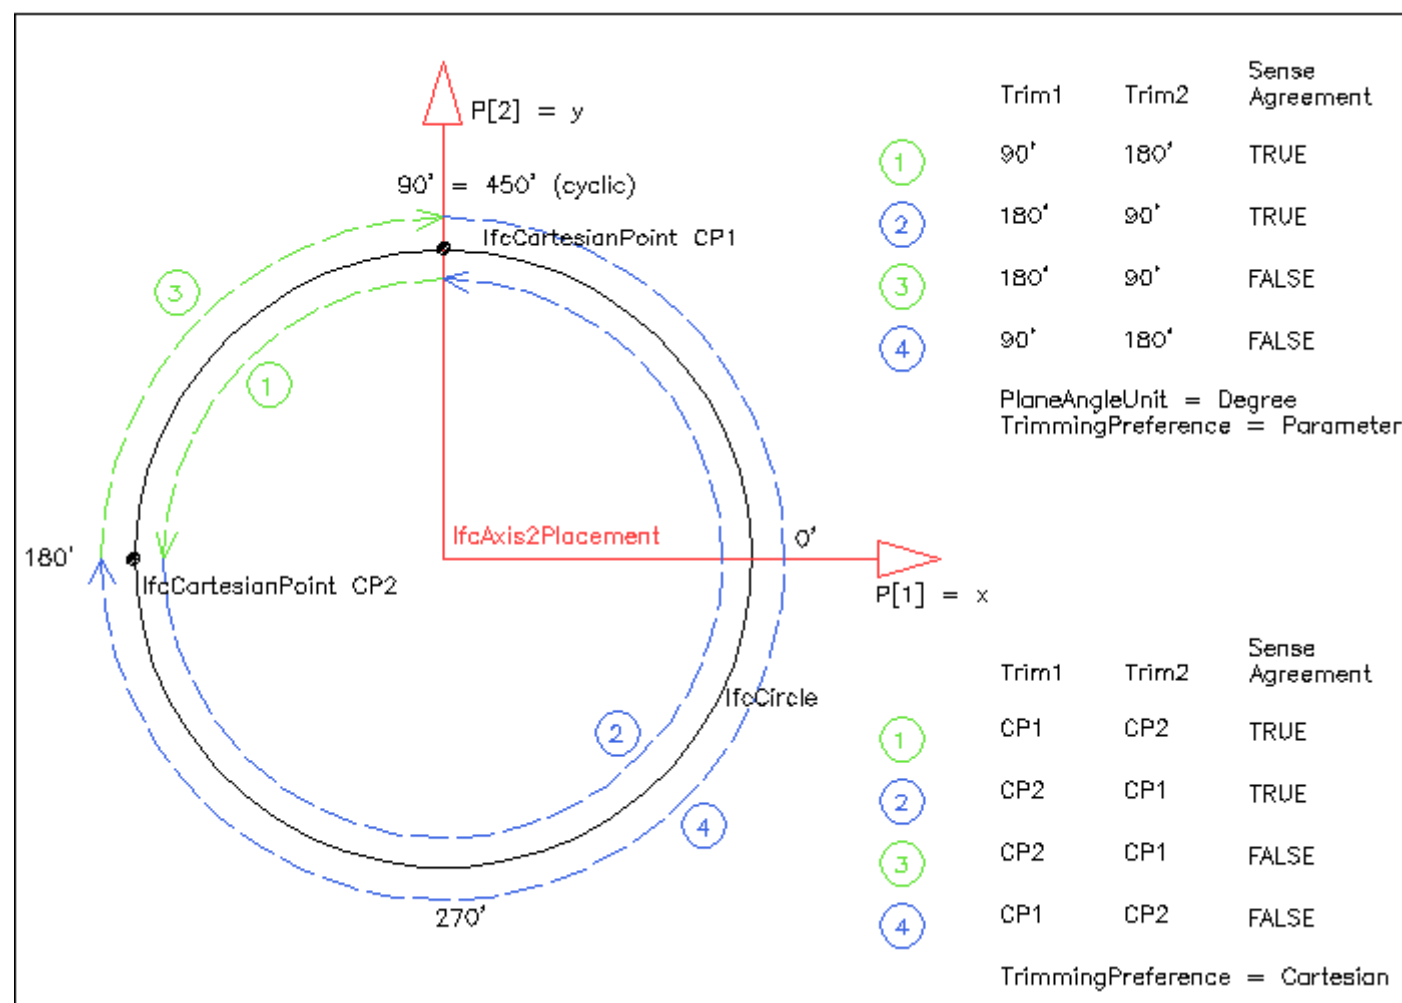 P[2] = y
90' = 450' (cyclic)
IfcCartesianPoint CP1
3
1
IfcAxis2Placement
0'
180'
IfcCartesianPoint CP2
P[1] = x
IfcCircle
2
4
270'
Sense
Trim1 Trim2 Agreement
1 90' 180' TRUE
2 180' 90' TRUE
3 180' 90' FALSE
4 90' 180' FALSE
PlaneAngleUnit = Degree
TrimmingPreference = Parameter
Sense
Trim1 Trim2 Agreement
1 CP1 CP2 TRUE
2 CP2 CP1 TRUE
3 CP2 CP1 FALSE
4 CP1 CP2 FALSE
TrimmingPreference = Cartesian